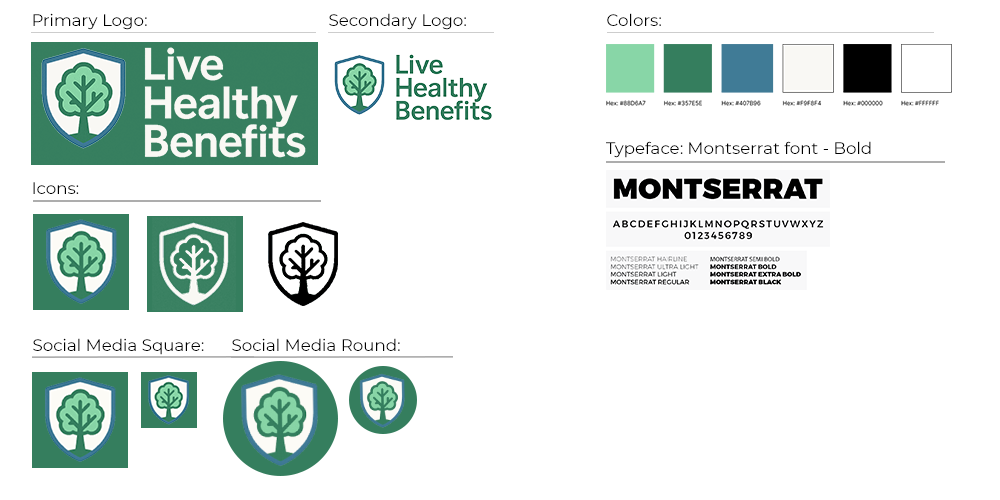 Primary Logo:
Live
Healthy
Benefits
Secondary Logo:
Live
Healthy
Benefits
Icons:
Social Media Square:
Social Media Round:
Colors:
Hex: #88D6A7
Hex: #357E5E
Hex: #407B96
Hex: #F9F8F4
Hex: #000000
Hex: #FFFFFF
Typeface: Montserrat font - Bold
MONTSERRAT
ABCDEFGHIJKLMNOPQRSTUVWXYZ
0123456789
MONTSERRAT HAIRLINE
MONTSERRAT ULTRA LIGHT
MONTSERRAT LIGHT
MONTSERRAT REGULAR
MONTSERRAT SEMI BOLD
MONTSERRAT BOLD
MONTSERRAT EXTRA BOLD
MONTSERRAT BLACK